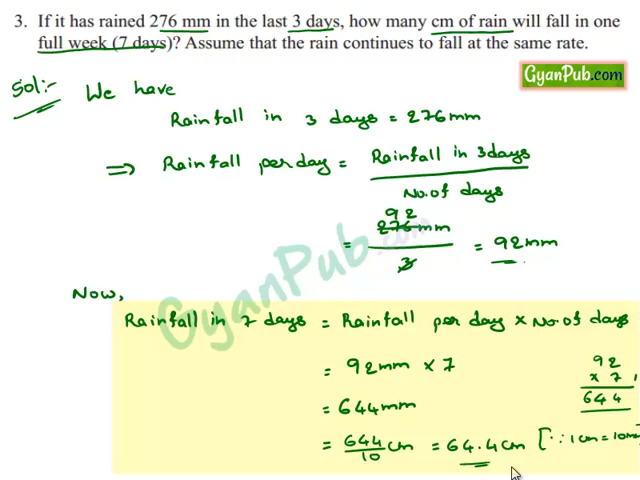 3. If it has rained 276 mm in the last 3 days, how many cm of rain will fall in one
full week (7 days)? Assume that the rain continues to fall at the same rate.
GyanPub.com
Sol:- We have
Rainfall in 3 days = 276mm
⇒ Rainfall per day = Rainfall in 3days / No. of days
92
= 276mm / 3 = 92mm
GyanPub.com
Now,
Rainfall in 7 days = Rainfall per day × No. of days
= 92mm × 7
92
× 7
644
= 644mm
= 644/10 cm = 64.4cm [∵ 1cm = 10mm]